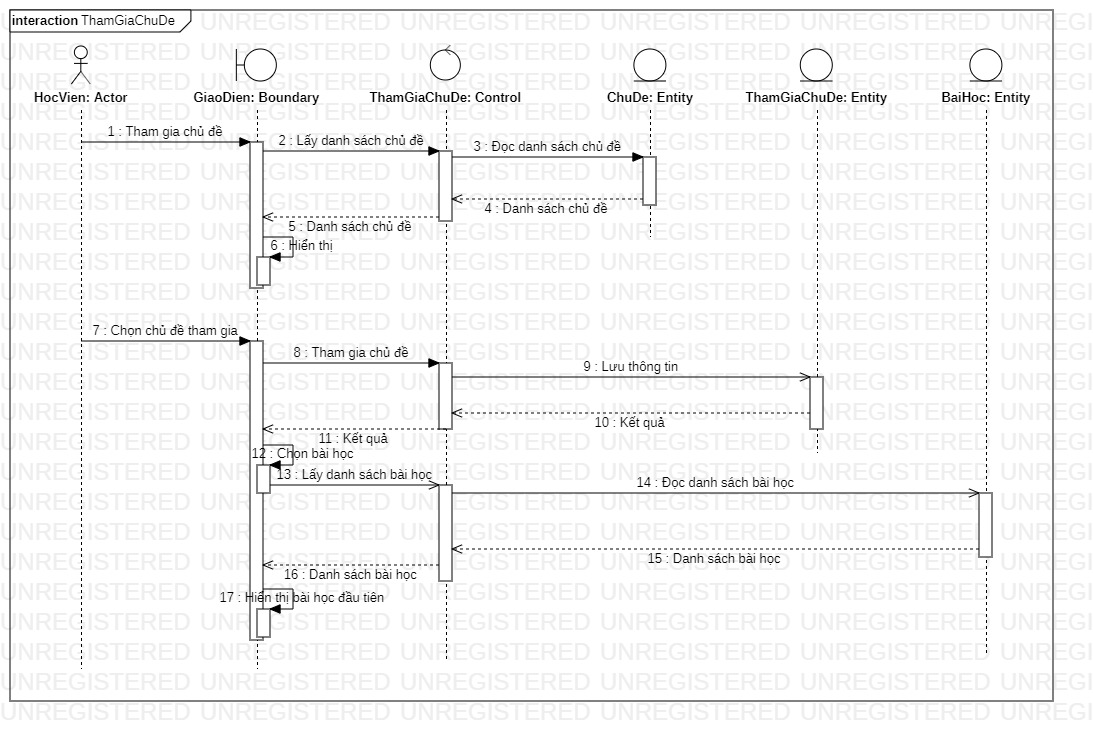 interaction ThamGiaChuDe
HocVien: Actor
GiaoDien: Boundary
ThamGiaChuDe: Control
ChuDe: Entity
ThamGiaChuDe: Entity
BaiHoc: Entity
1 : Tham gia chủ đề
2 : Lấy danh sách chủ đề
3 : Đọc danh sách chủ đề
4 : Danh sách chủ đề
5 : Danh sách chủ đề
6 : Hiển thị
7 : Chọn chủ đề tham gia
8 : Tham gia chủ đề
9 : Lưu thông tin
10 : Kết quả
11 : Kết quả
12 : Chọn bài học
13 : Lấy danh sách bài học
14 : Đọc danh sách bài học
15 : Danh sách bài học
16 : Danh sách bài học
17 : Hiển thị bài học đầu tiên
UNREGISTERED